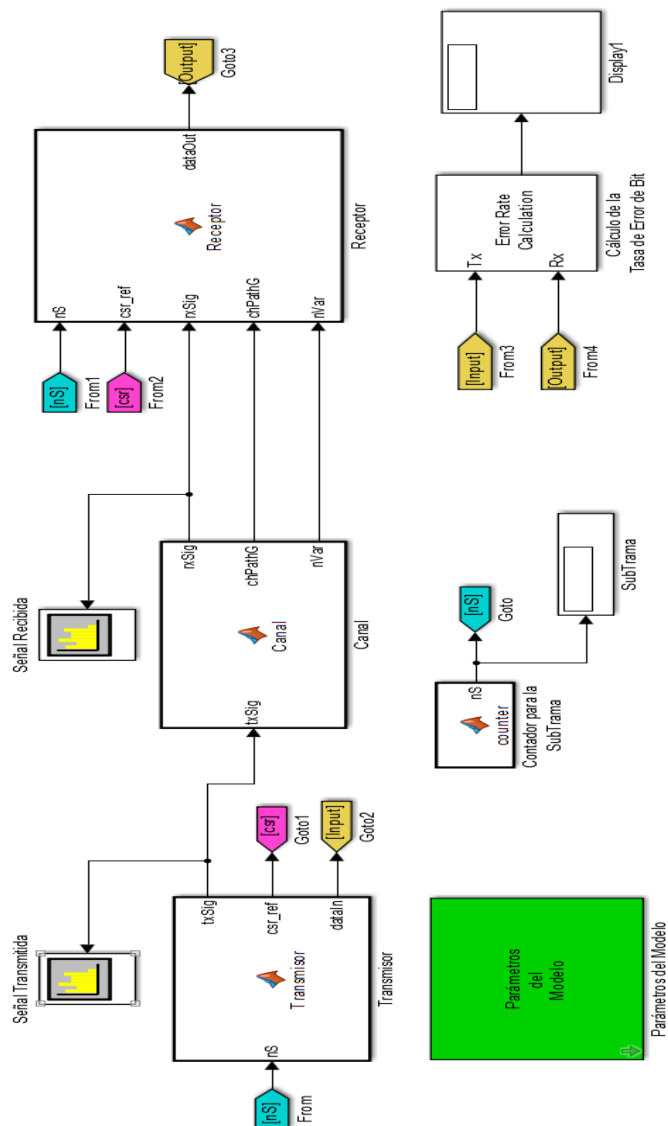 Señal Transmitida
Señal Recibida
[nS]
From
nS
Transmisor
txSig
csr_ref
dataIn
Transmisor
[csr]
Goto1
[Input]
Goto2
txSig
Canal
rxSig
chPathG
nVar
Canal
[nS]
From1
[csr]
From2
nS
csr_ref
rxSig
chPathG
nVar
Receptor
dataOut
Receptor
[Output]
Goto3
Parámetros
del
Modelo
Parámetros del Modelo
counter
nS
Contador para la
SubTrama
[nS]
Goto
SubTrama
[Input]
From3
[Output]
From4
Tx
Rx
Error Rate
Calculation
Cálculo de la
Tasa de Error de Bit
Display1